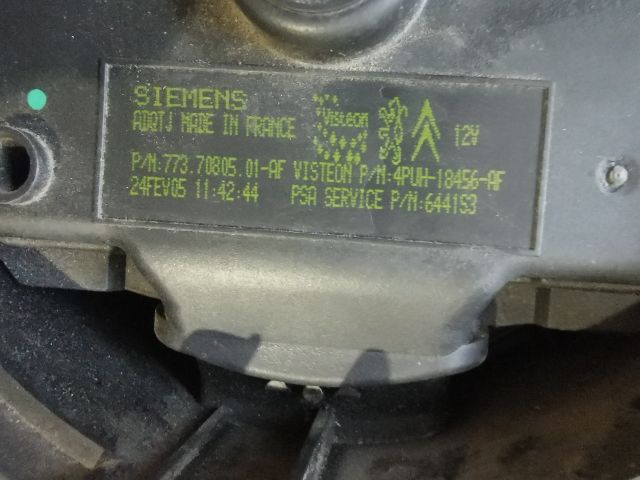 SIEMENS
ADQTJ MADE IN FRANCE
Visteon
12V
P/N:773.70805.01-AF VISTEON P/N:4PUH-18456-AF
24FEV05 11:42:44 PSA SERVICE P/N:6441S3